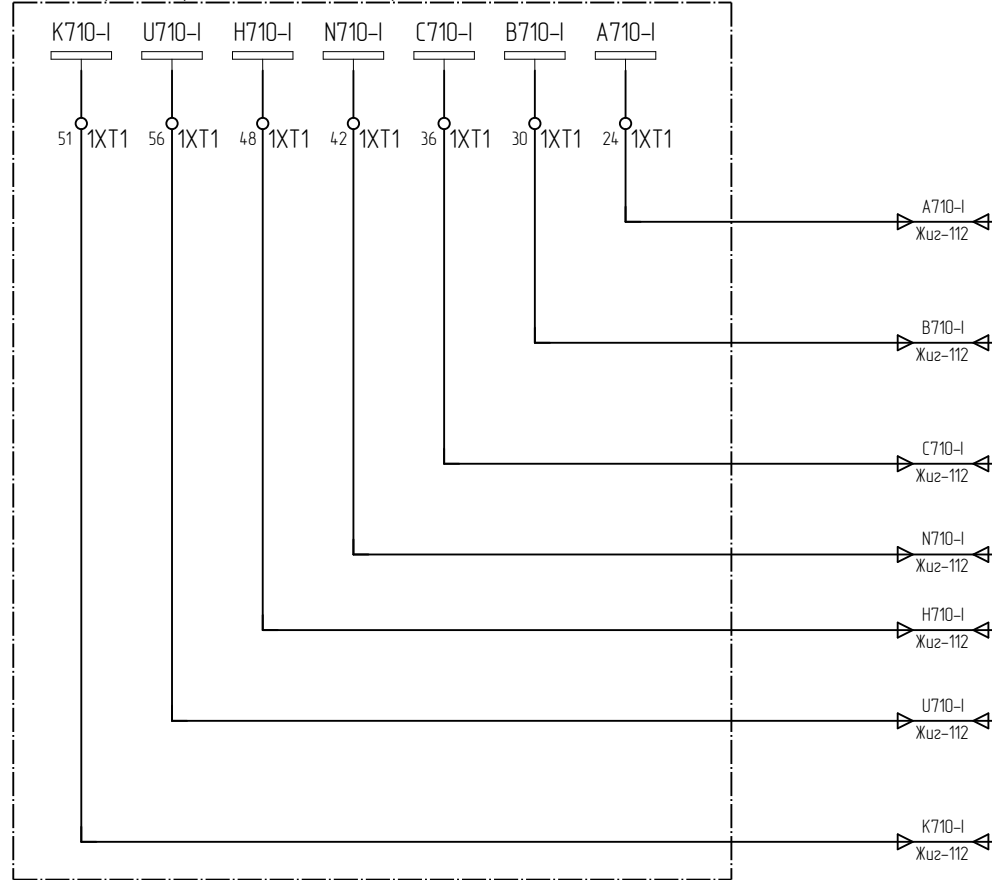 K710-I U710-I H710-I N710-I C710-I B710-I A710-I
51 1XT1 56 1XT1 48 1XT1 42 1XT1 36 1XT1 30 1XT1 24 1XT1
A710-I
Жиг-112
B710-I
Жиг-112
C710-I
Жиг-112
N710-I
Жиг-112
H710-I
Жиг-112
U710-I
Жиг-112
K710-I
Жиг-112